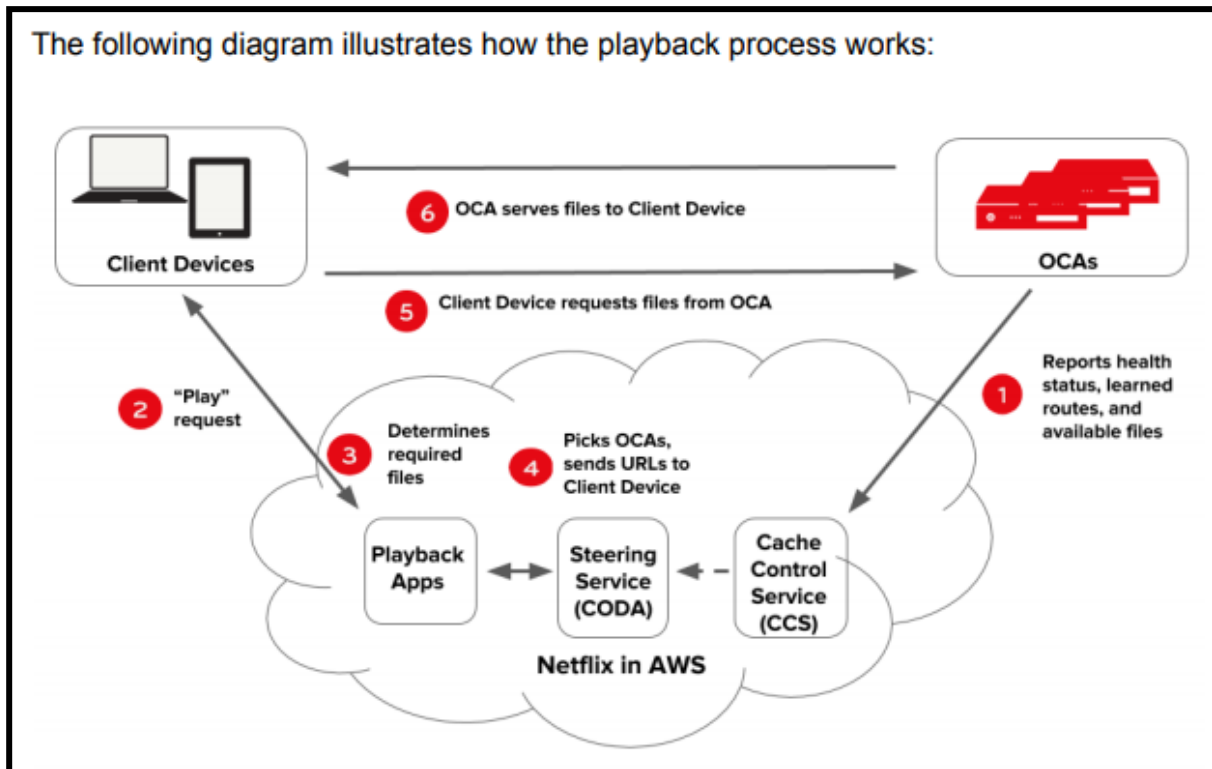 The following diagram illustrates how the playback process works:
6
OCA serves files to Client Device
Client Devices
OCAs
5
Client Device requests files from OCA
2
“Play”
request
1
Reports health
status, learned
routes, and
available files
3
Determines
required
files
4
Picks OCAs,
sends URLs to
Client Device
Playback
Apps
Steering
Service
(CODA)
Cache
Control
Service
(CCS)
Netflix in AWS